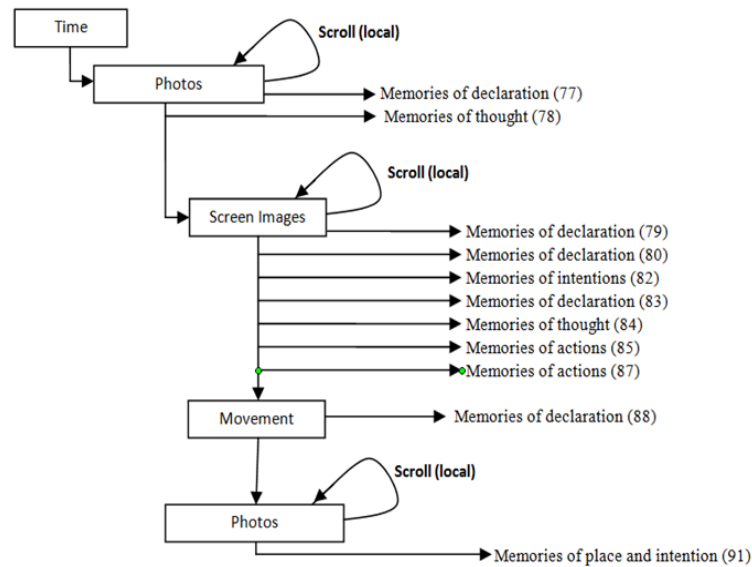 Time
Scroll (local)
Photos
Memories of declaration (77)
Memories of thought (78)
Scroll (local)
Screen Images
Memories of declaration (79)
Memories of declaration (80)
Memories of intentions (82)
Memories of declaration (83)
Memories of thought (84)
Memories of actions (85)
Memories of actions (87)
Movement
Memories of declaration (88)
Scroll (local)
Photos
Memories of place and intention (91)